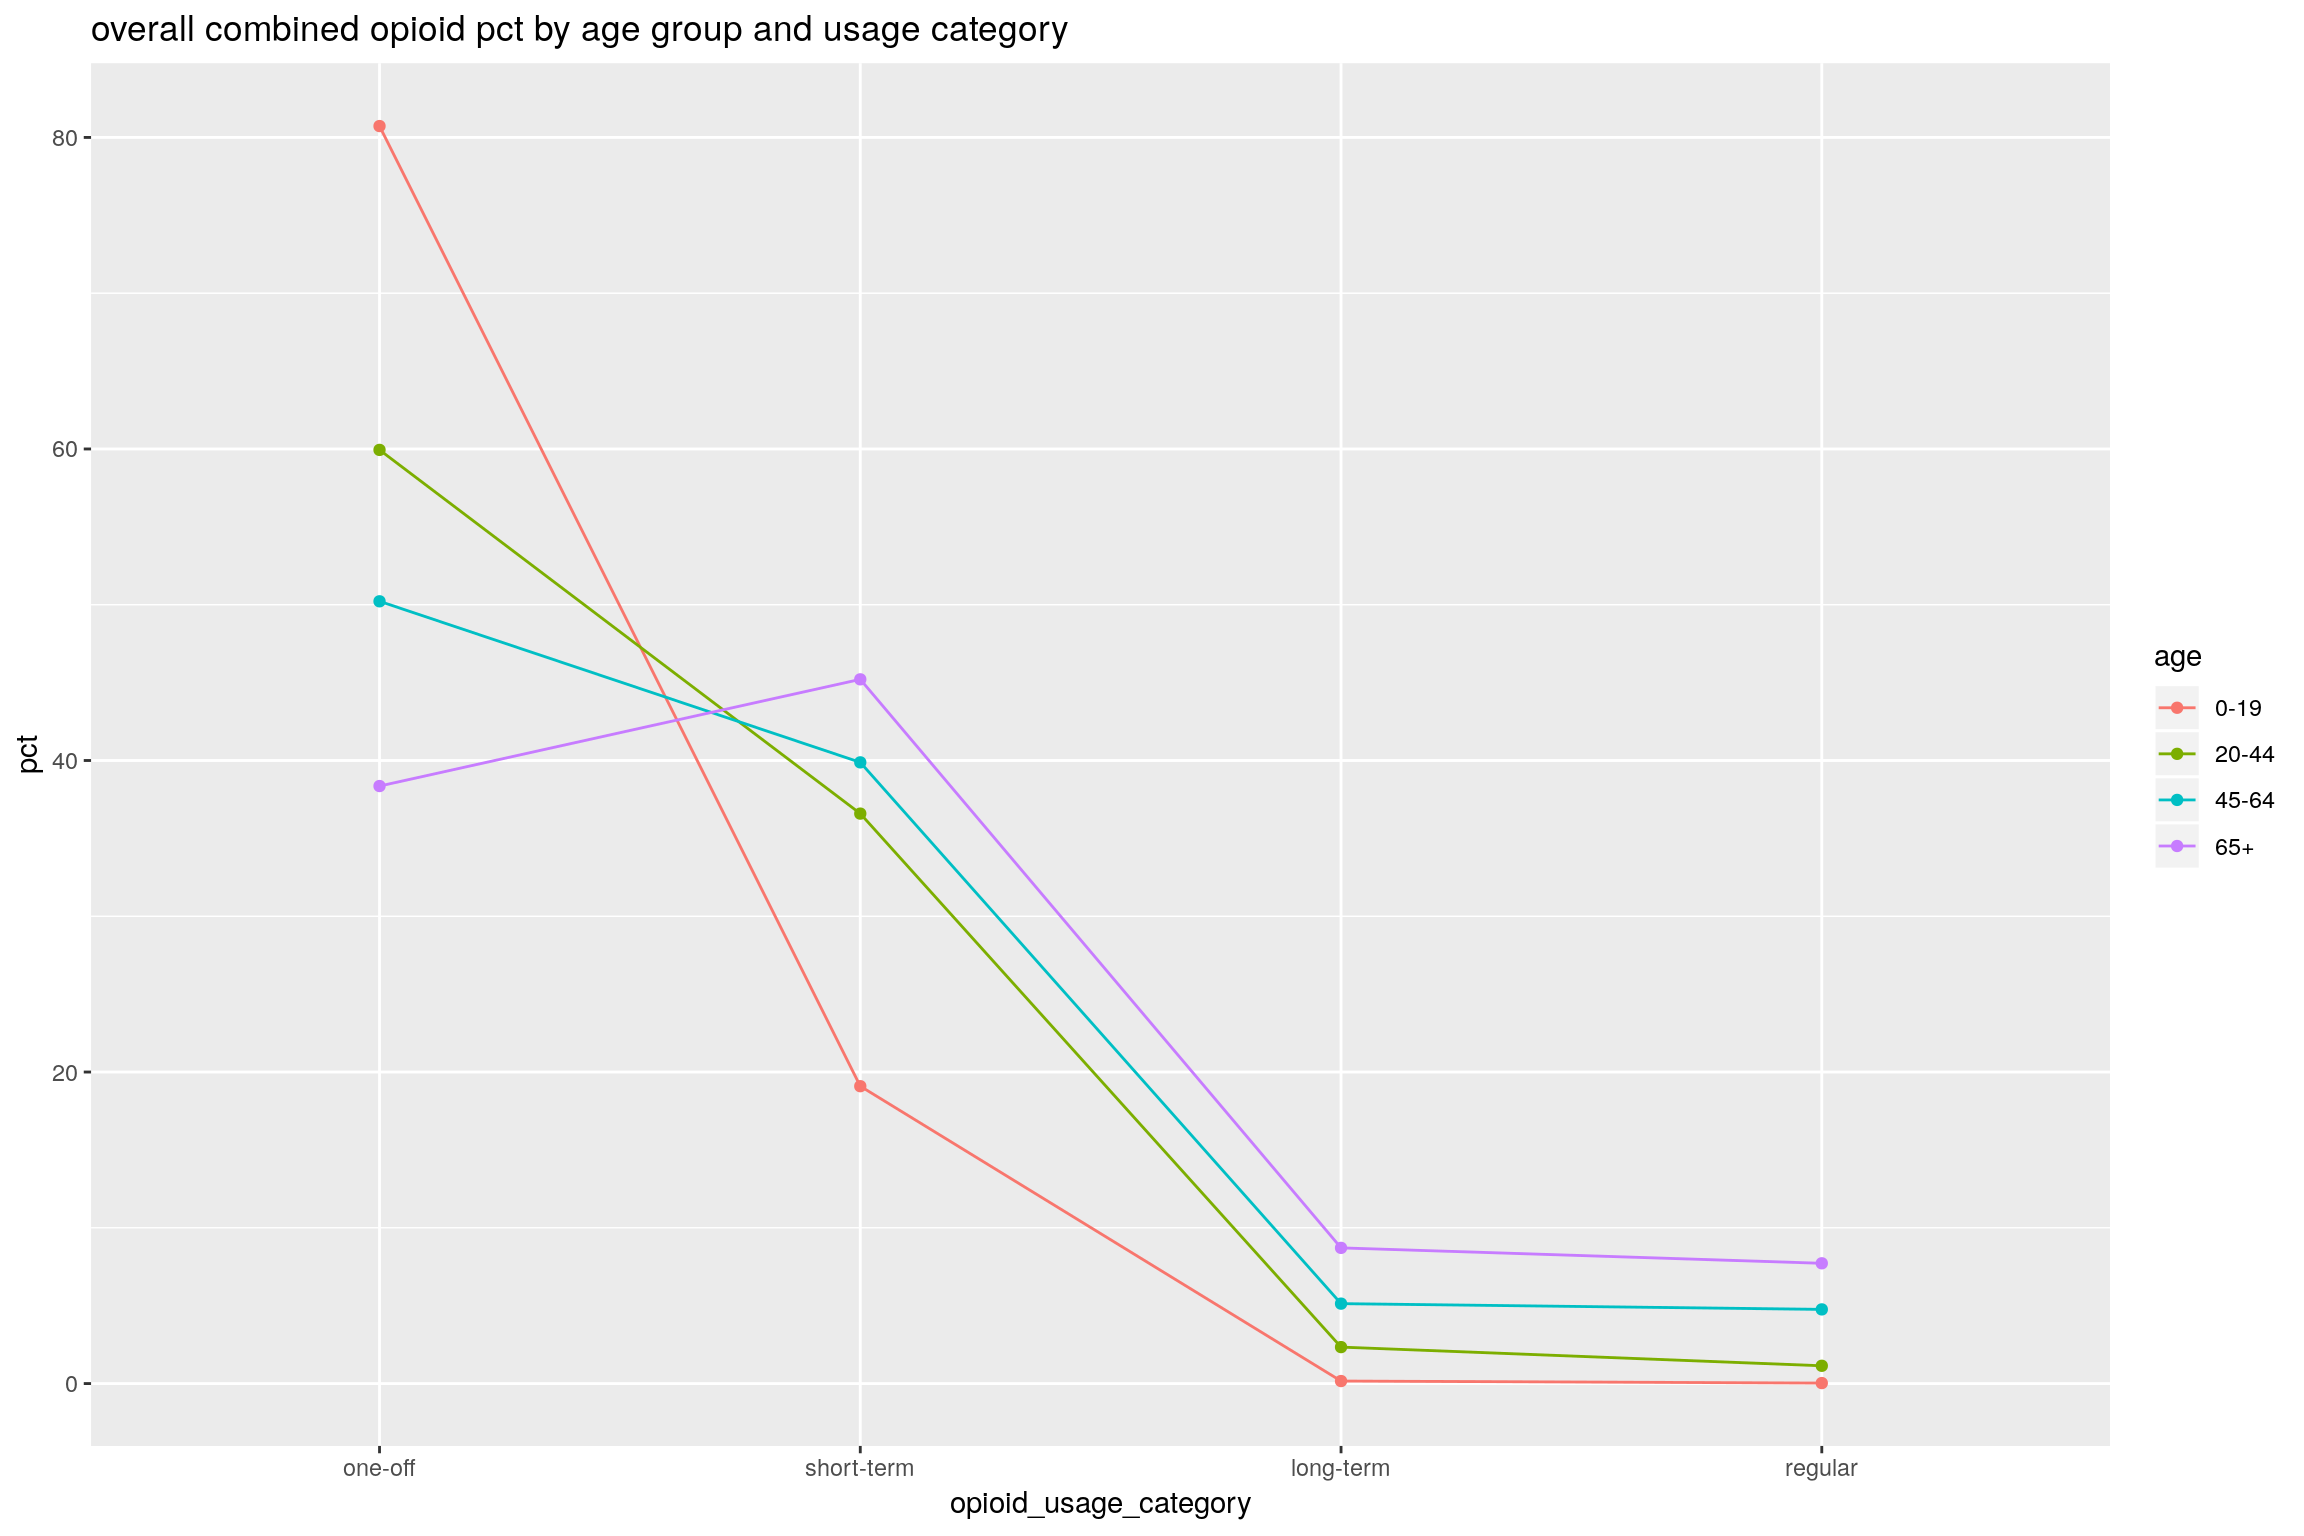 overall combined opioid pct by age group and usage category
pct
80
60
40
20
0
one-off short-term long-term regular
opioid_usage_category
age
0-19
20-44
45-64
65+